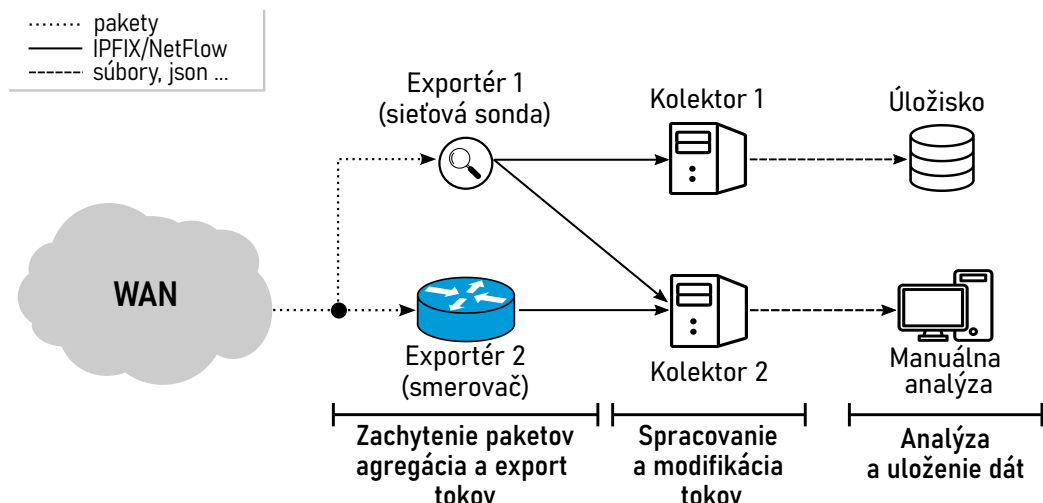 pakety
IPFIX/NetFlow
súbory, json ...
Exportér 1
(sieťová sonda)
Kolektor 1
Úložisko
WAN
Exportér 2
(smerovač)
Kolektor 2
Manuálna
analýza
Zachytenie paketov
agregácia a export
tokov
Spracovanie
a modifikácia
tokov
Analýza
a uloženie dát